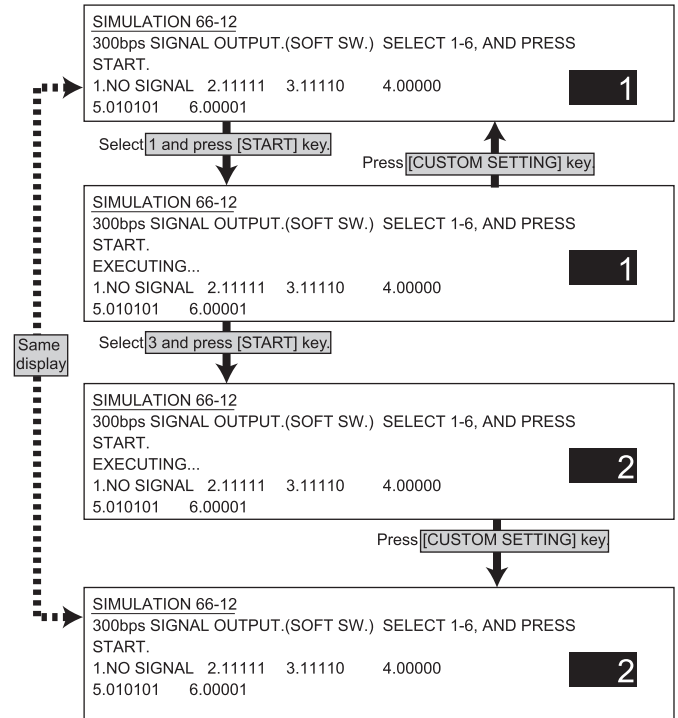 SIMULATION 66-12
300bps SIGNAL OUTPUT.(SOFT SW.) SELECT 1-6, AND PRESS
START.
1.NO SIGNAL 2.11111 3.11110 4.00000
5.010101 6.00001
1
Select 1 and press [START] key.
Press [CUSTOM SETTING] key.
SIMULATION 66-12
300bps SIGNAL OUTPUT.(SOFT SW.) SELECT 1-6, AND PRESS
START.
EXECUTING...
1.NO SIGNAL 2.11111 3.11110 4.00000
5.010101 6.00001
1
Same
display
Select 3 and press [START] key.
SIMULATION 66-12
300bps SIGNAL OUTPUT.(SOFT SW.) SELECT 1-6, AND PRESS
START.
EXECUTING...
1.NO SIGNAL 2.11111 3.11110 4.00000
5.010101 6.00001
2
Press [CUSTOM SETTING] key.
SIMULATION 66-12
300bps SIGNAL OUTPUT.(SOFT SW.) SELECT 1-6, AND PRESS
START.
1.NO SIGNAL 2.11111 3.11110 4.00000
5.010101 6.00001
2